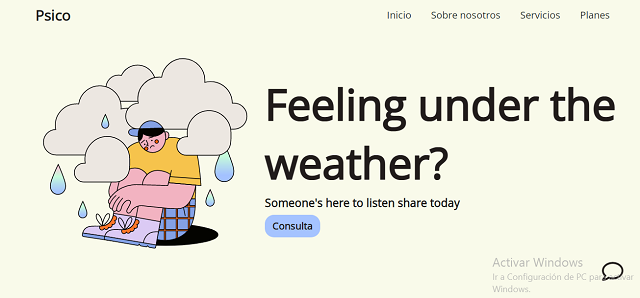 Psico
Inicio Sobre nosotros Servicios Planes
Feeling under the
weather?
Someone's here to listen share today
Consulta
Activar Windows
Ir a Configuración de PC para activar
Windows.